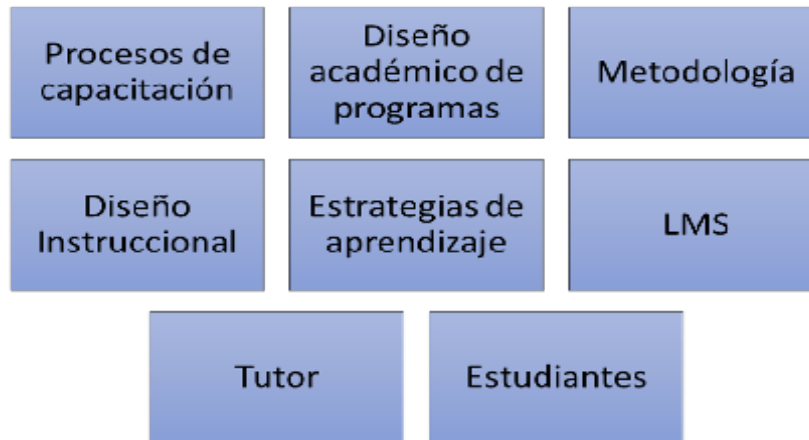 Procesos de
capacitación
Diseño
académico de
programas
Metodología
Diseño
Instruccional
Estrategias de
aprendizaje
LMS
Tutor
Estudiantes